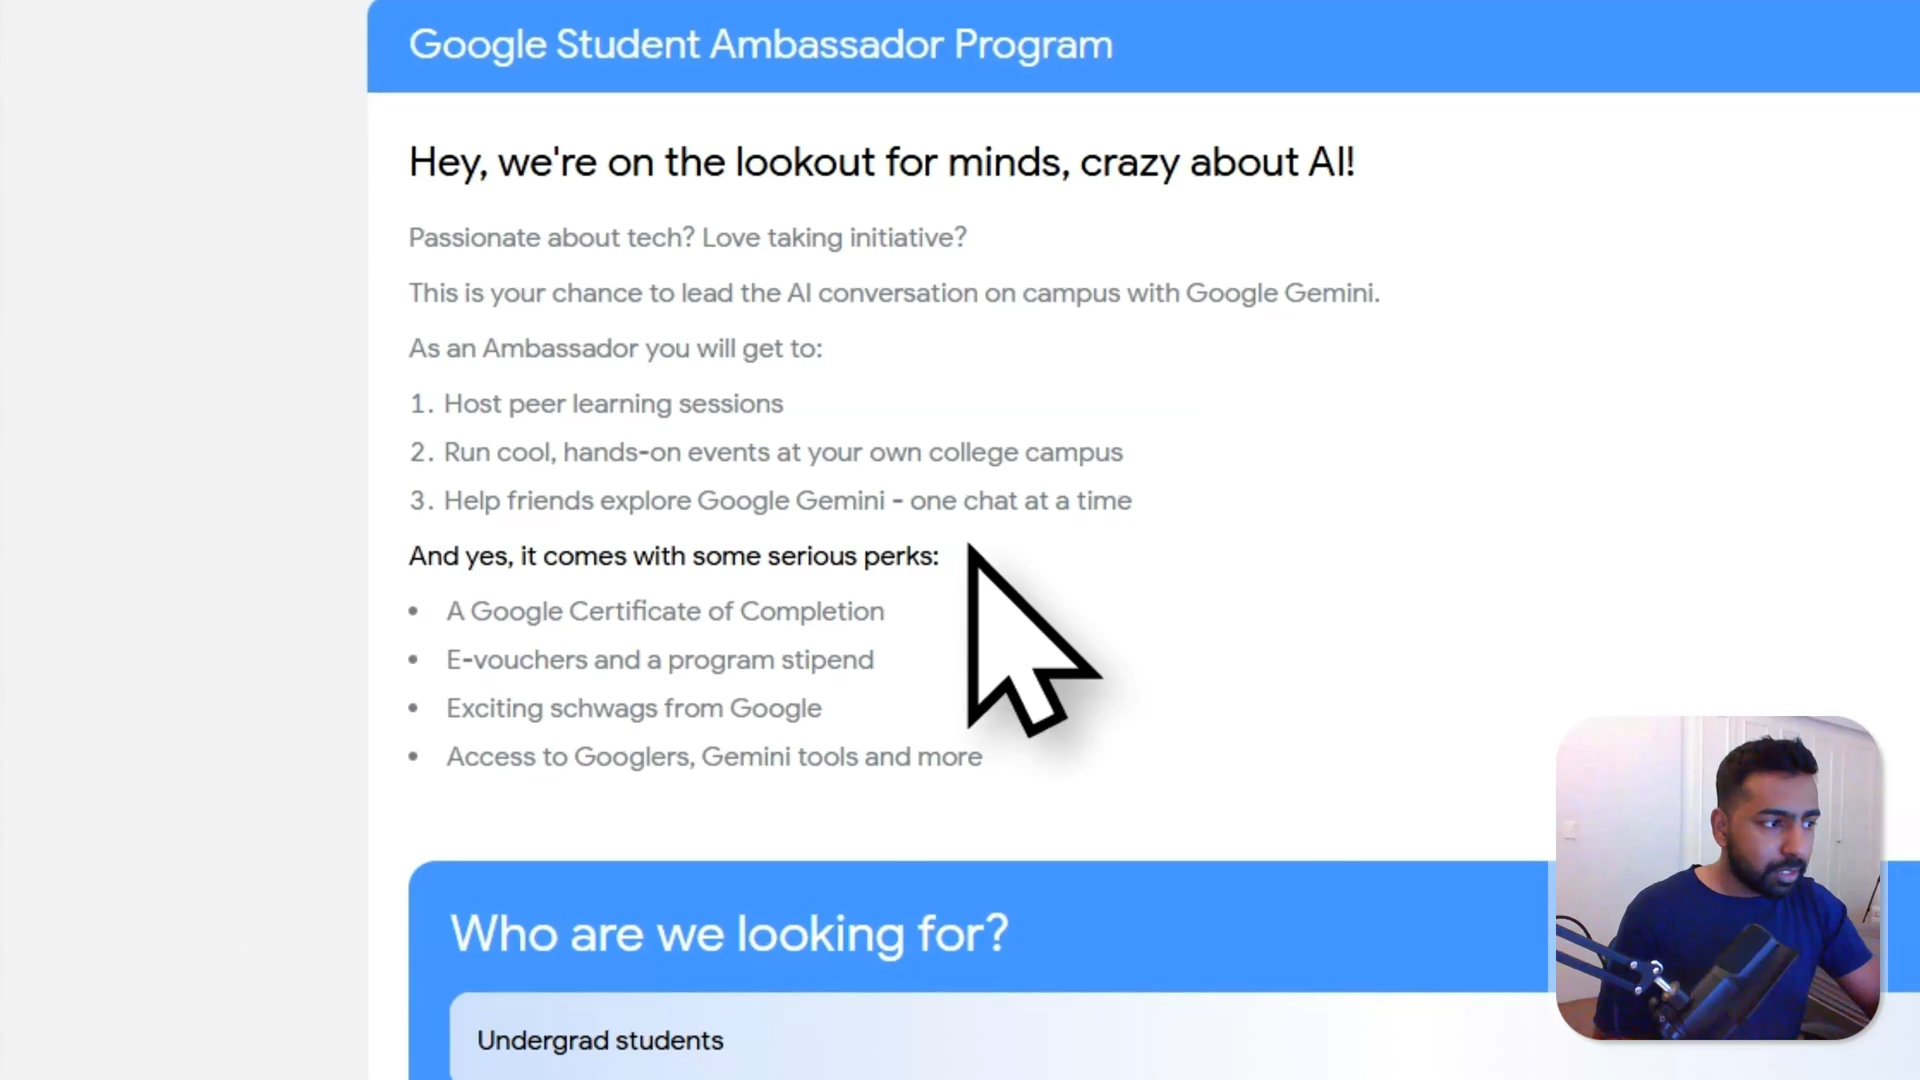 Google Student Ambassador Program
Hey, we're on the lookout for minds, crazy about AI!
Passionate about tech? Love taking initiative?
This is your chance to lead the AI conversation on campus with Google Gemini.
As an Ambassador you will get to:
1. Host peer learning sessions
2. Run cool, hands-on events at your own college campus
3. Help friends explore Google Gemini - one chat at a time
And yes, it comes with some serious perks:
• A Google Certificate of Completion
• E-vouchers and a program stipend
• Exciting schwags from Google
• Access to Googlers, Gemini tools and more
Who are we looking for?
Undergrad students